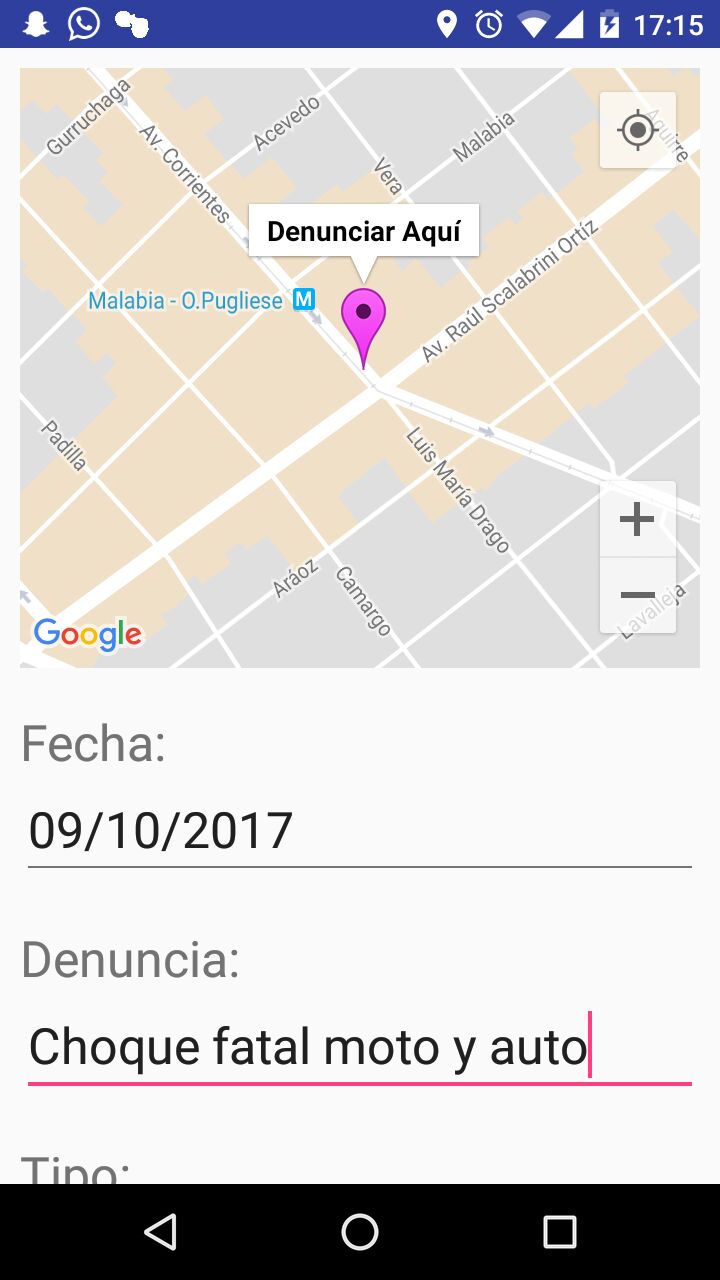 17:15
Gurruchaga
Av. Corrientes
Acevedo
Vera
Malabia
Aguirre
Denunciar Aquí
Malabia - O.Pugliese M
Av. Raúl Scalabrini Ortíz
Padilla
Luis María Drago
Aráoz
Camargo
Lavalleja
Google
Fecha:
09/10/2017
Denuncia:
Choque fatal moto y auto
Tipo: